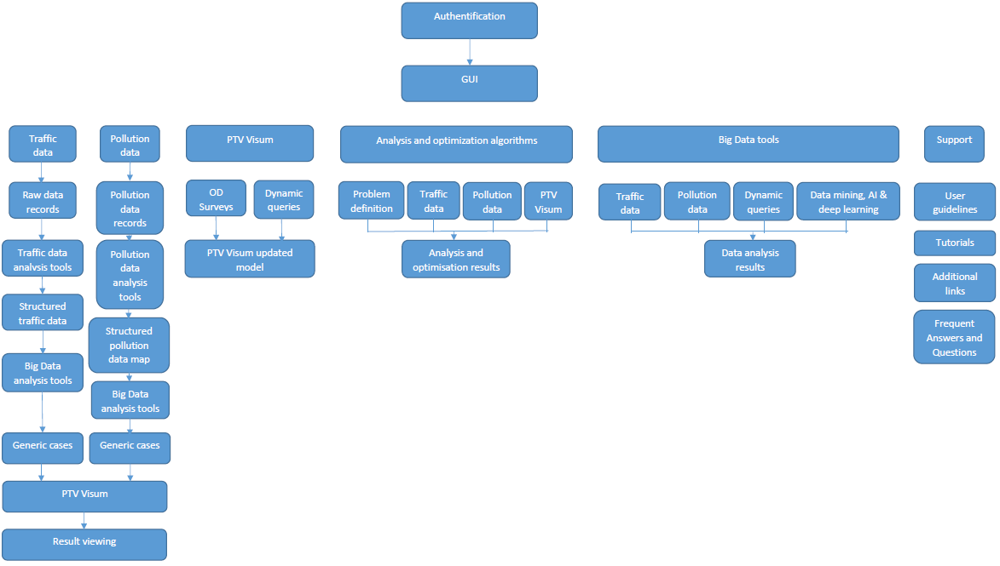 Authentification
GUI
Traffic
data
Pollution
data
PTV Visum
Analysis and optimization algorithms
Big Data tools
Support
Raw data
records
Pollution
data
records
OD
Surveys
Dynamic
queries
Problem
definition
Traffic
data
Pollution
data
PTV
Visum
Traffic
data
Pollution
data
Dynamic
queries
Data mining, AI &
deep learning
User
guidelines
Traffic data
analvsis tools
Pollution
data
analysis
tools
PTV Visum updated
model
Analysis and
optimisation results
Data analysis
results
Tutorials
Additional
links
Structured
traffic data
Structured
pollution
data map
Frequent
Answers and
Questions
Big Data
analysis tools
Big Data
analysis tools
Generic cases
Generic cases
PTV Visum
Result viewing